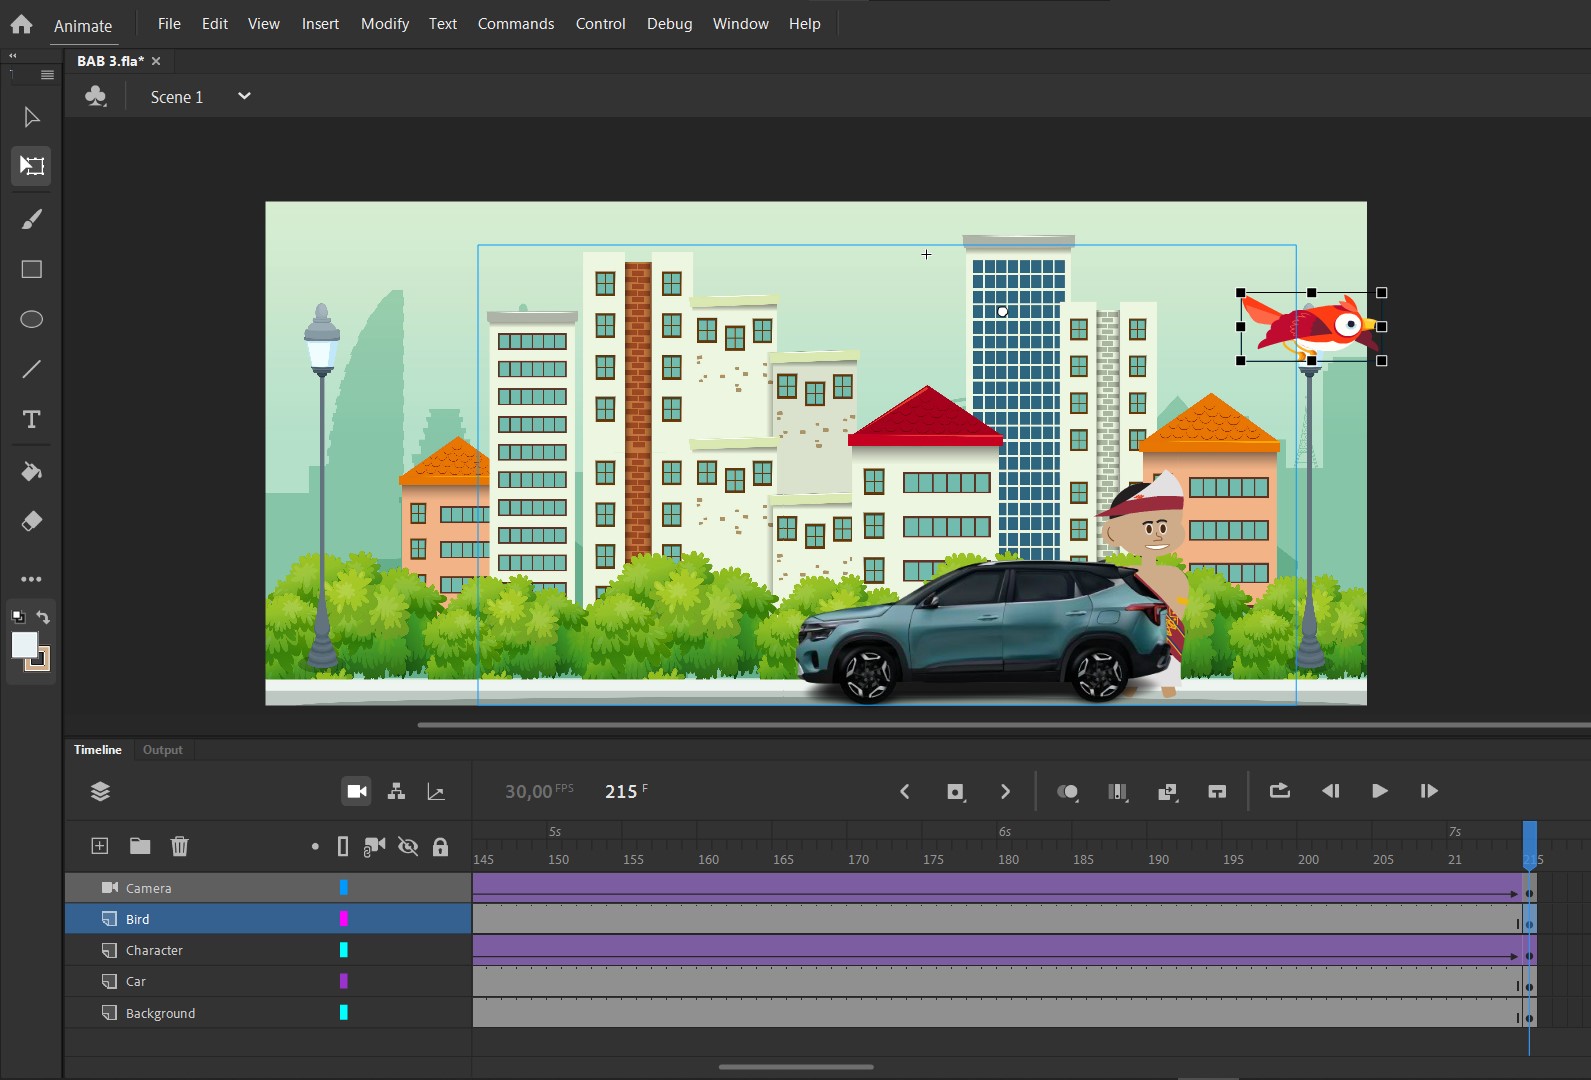 Animate File Edit View Insert Modify Text Commands Control Debug Window Help
BAB 3.fla*
Scene 1
Timeline Output
30,00 FPS 215 F
5s 6s 7s
145 150 155 160 165 170 175 180 185 190 195 200 205 21 215
Camera
Bird
Character
Car
Background